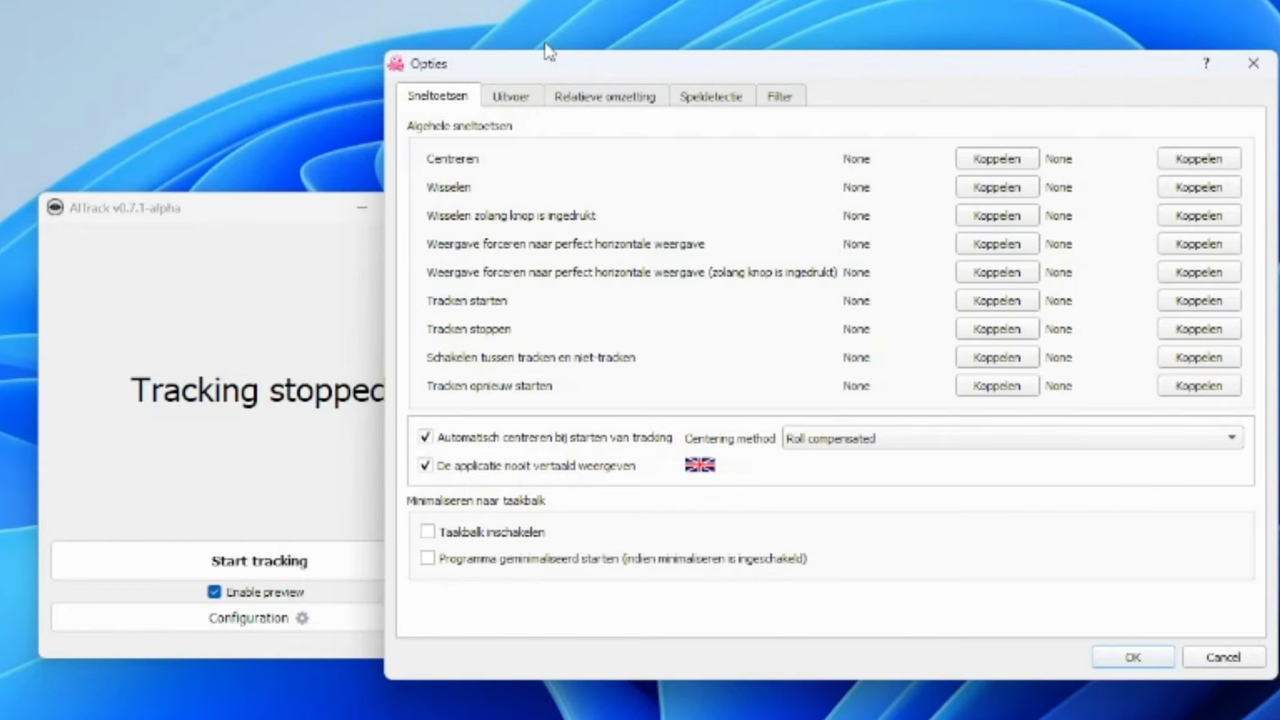 Opties
?
Sneltoetsen Uitvoer Relatieve omzetting Speldetectie Filter
Algehele sneltoetsen
Centreren None Koppelen None Koppelen
Wisselen None Koppelen None Koppelen
Wisselen zolang knop is ingedrukt None Koppelen None Koppelen
Weergave forceren naar perfect horizontale weergave None Koppelen None Koppelen
Weergave forceren naar perfect horizontale weergave (zolang knop is ingedrukt) None Koppelen None Koppelen
Tracken starten None Koppelen None Koppelen
Tracken stoppen None Koppelen None Koppelen
Schakelen tussen tracken en niet-tracken None Koppelen None Koppelen
Tracken opnieuw starten None Koppelen None Koppelen
Automatisch centreren bij starten van tracking Centering method Roll compensated
De applicatie nooit vertaald weergeven
Minimaliseren naar taakbalk
Taakbalk inschakelen
Programma geminimaliseerd starten (indien minimaliseren is ingeschakeld)
OK Cancel
AITrack v0.7.1-alpha
Tracking stopped
Start tracking
Enable preview
Configuration